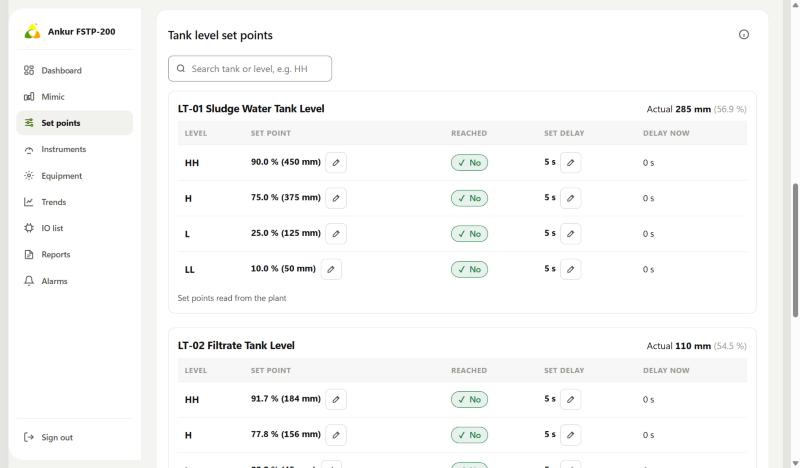 Ankur FSTP-200
Dashboard
Mimic
Set points
Instruments
Equipment
Trends
IO list
Reports
Alarms
Sign out
Tank level set points
Search tank or level, e.g. HH
LT-01 Sludge Water Tank Level
Actual 285 mm (56.9 %)
LEVEL SET POINT REACHED SET DELAY DELAY NOW
HH 90.0 % (450 mm) ✓ No 5 s 0 s
H 75.0 % (375 mm) ✓ No 5 s 0 s
L 25.0 % (125 mm) ✓ No 5 s 0 s
LL 10.0 % (50 mm) ✓ No 5 s 0 s
Set points read from the plant
LT-02 Filtrate Tank Level
Actual 110 mm (54.5 %)
LEVEL SET POINT REACHED SET DELAY DELAY NOW
HH 91.7 % (184 mm) ✓ No 5 s 0 s
H 77.8 % (156 mm) ✓ No 5 s 0 s